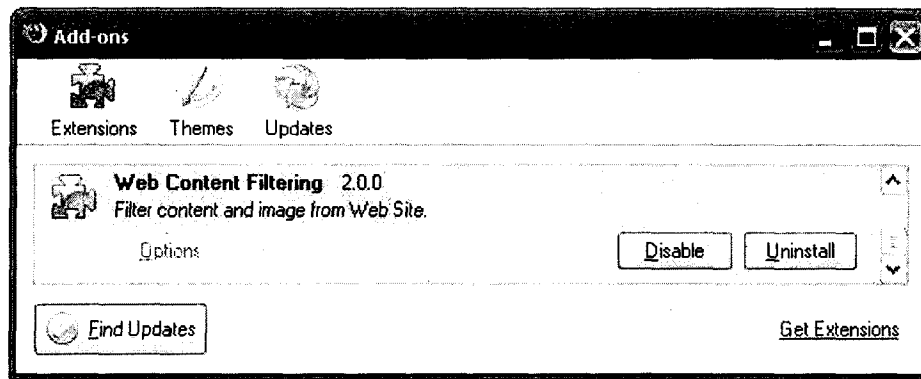 Add-ons
Extensions Themes Updates
Web Content Filtering 2.0.0
Filter content and image from Web Site.
Options Disable Uninstall
Find Updates Get Extensions